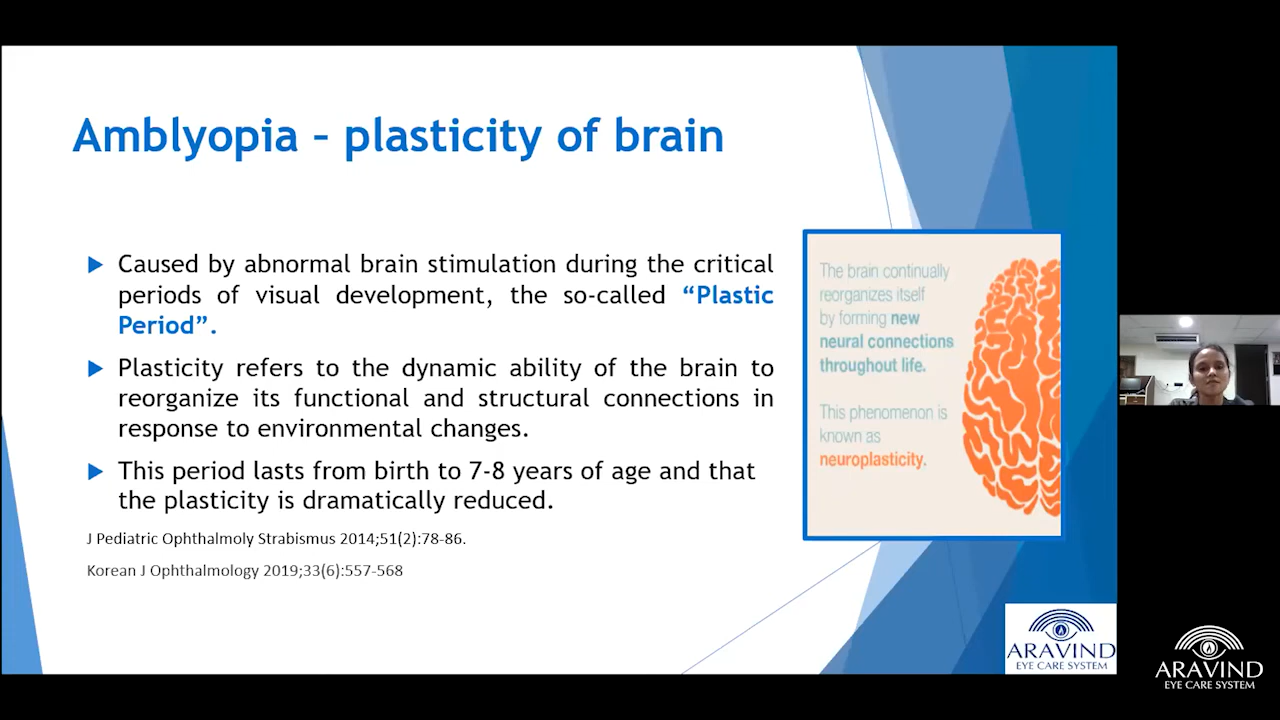 Amblyopia – plasticity of brain
Caused by abnormal brain stimulation during the critical
periods of visual development, the so-called “Plastic
Period”.
Plasticity refers to the dynamic ability of the brain to
reorganize its functional and structural connections in
response to environmental changes.
This period lasts from birth to 7-8 years of age and that
the plasticity is dramatically reduced.
J Pediatric Ophthalmoly Strabismus 2014;51(2):78-86.
Korean J Ophthalmology 2019;33(6):557-568
The brain continually
reorganizes itself
by forming new
neural connections
throughout life.
This phenomenon is
known as
neuroplasticity.
ARAVIND
EYE CARE SYSTEM
ARAVIND
EYE CARE SYSTEM